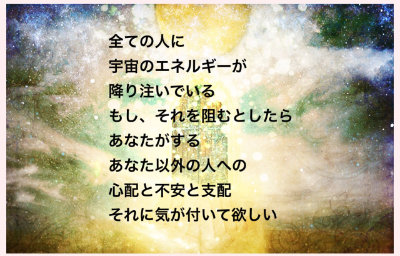 全ての人に
宇宙のエネルギーが
降り注いでいる
もし、それを阻むとしたら
あなたがする
あなた以外の人への
心配と不安と支配
それに気が付いて欲しい